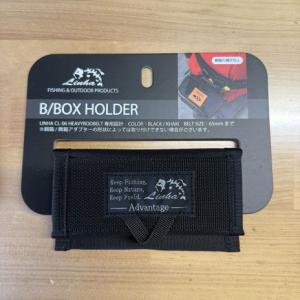 Linha
FISHING & OUTDOOR PRODUCTS
B/BOX HOLDER
LINHA CL-06 HEAVYRODBELT 専用設計 COLOR : BLACK / KHAKI BELT SIZE : 65mm まで
Keep Fishing,
Keep Nature,
Keep Field.
Linha
Advantage